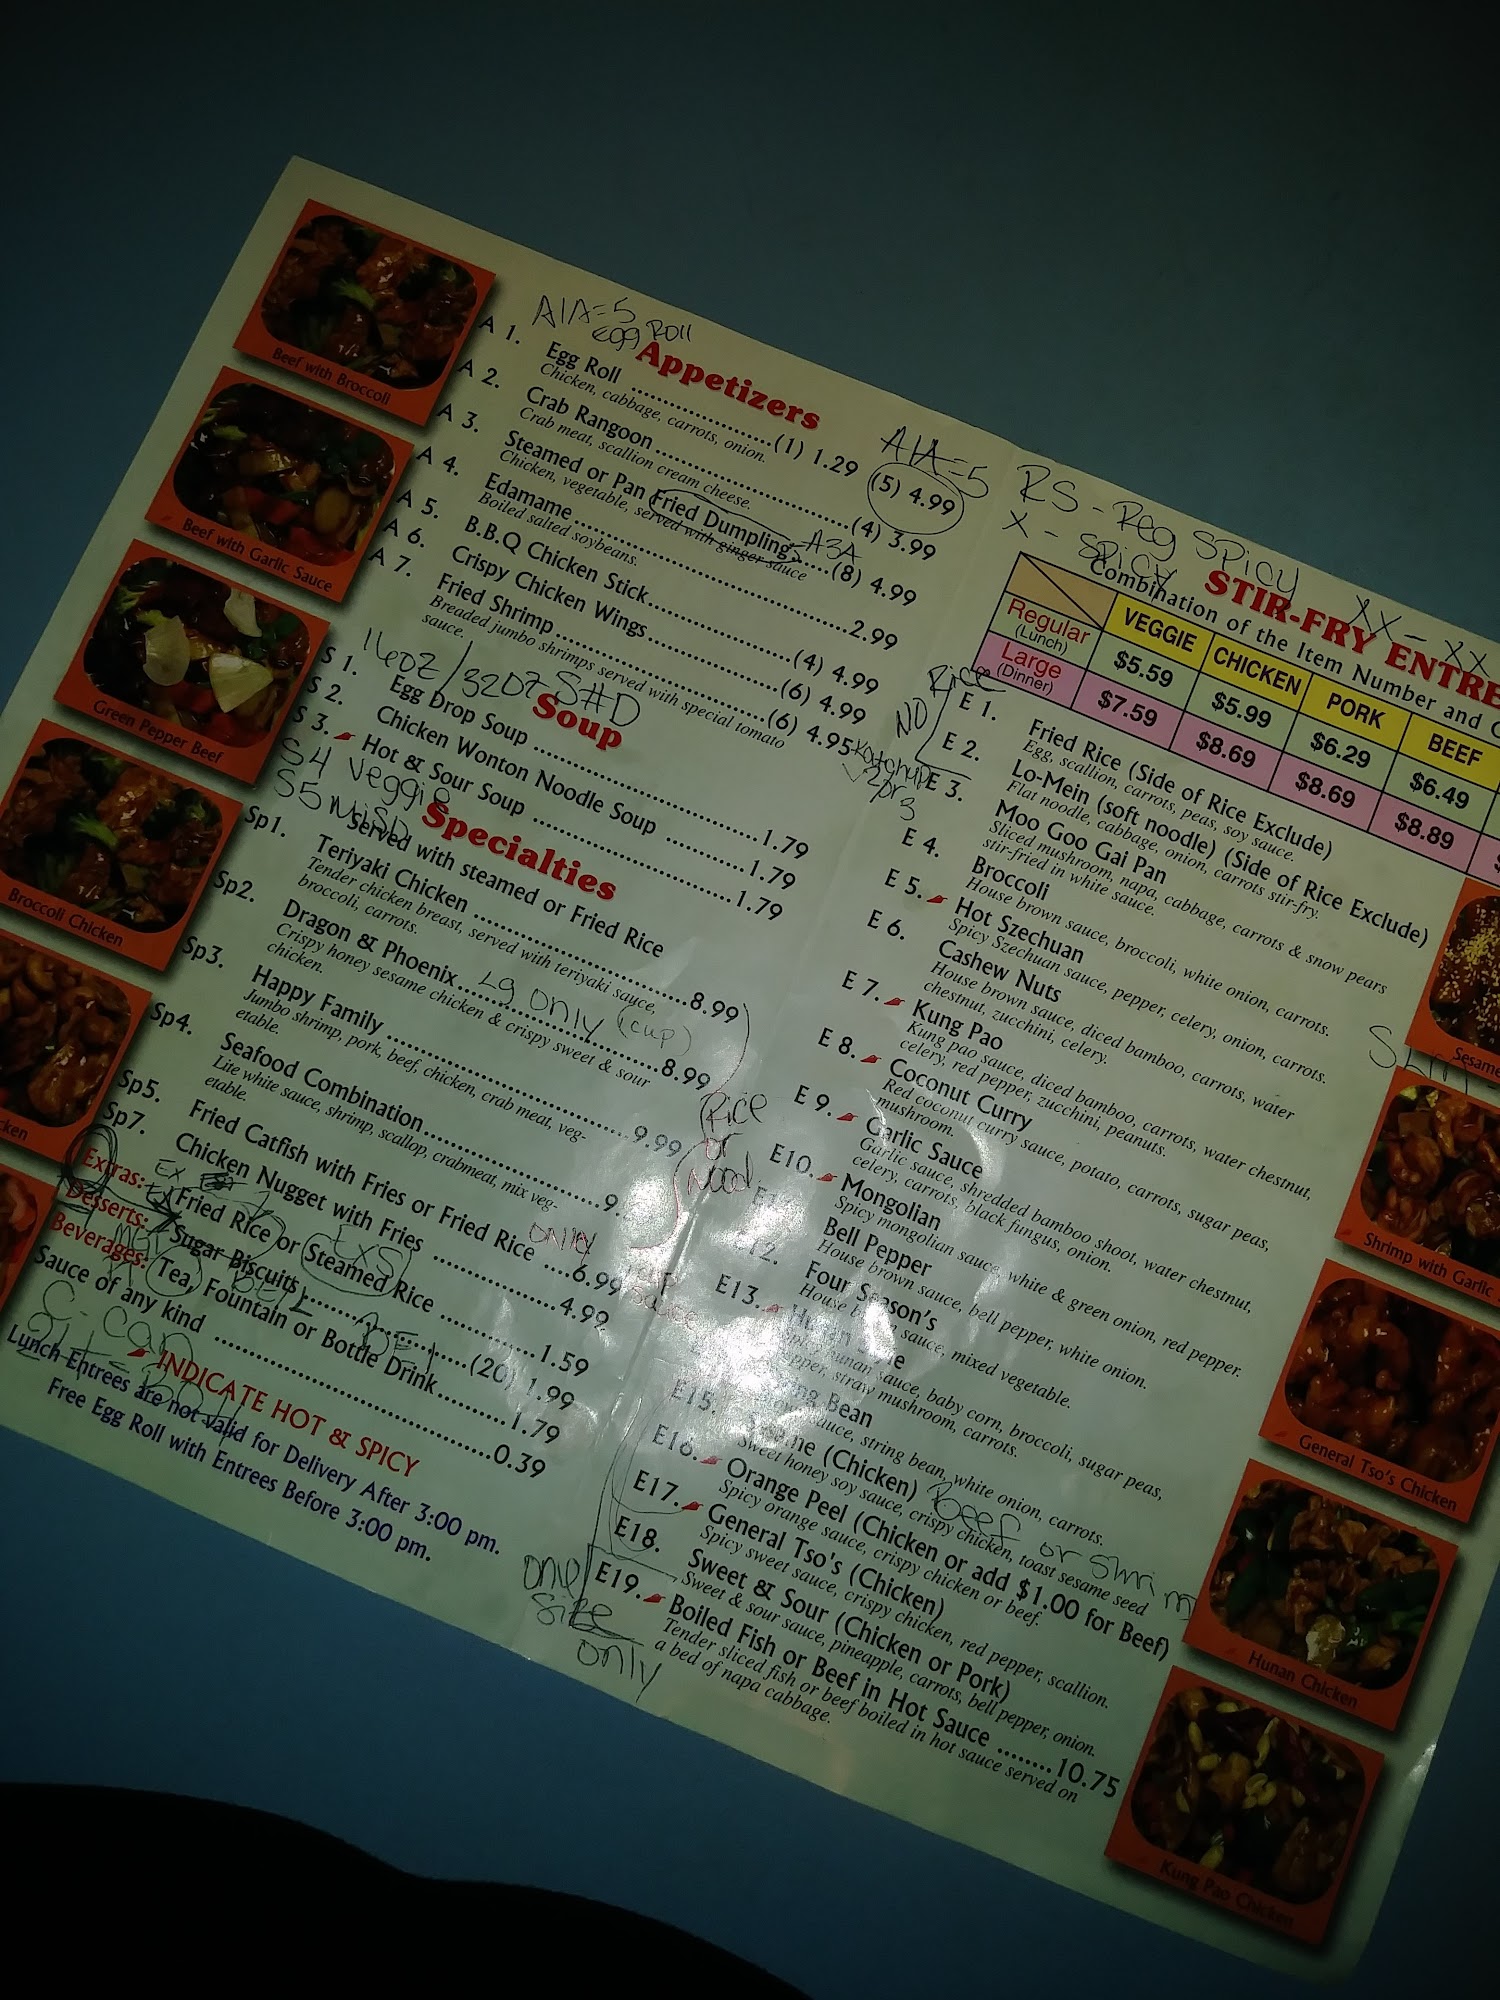 A1A=5
egg Roll
Appetizers
A 1. Egg Roll (1) 1.29 (5) 4.99
Chicken, cabbage, carrots, onion.
A1A=5
A 2. Crab Rangoon (4) 3.99
Crab meat, scallion cream cheese.
A 3. Steamed or Pan Fried Dumplings (8) 4.99
A3A
Chicken, vegetable, served with ginger sauce
A 4. Edamame 2.99
Boiled salted soybeans.
A 5. B.B.Q Chicken Stick (4) 4.99
A 6. Crispy Chicken Wings (6) 4.99
A 7. Fried Shrimp (6) 4.95
Breaded jumbo shrimps served with special tomato
sauce.
16oz/32oz S#D
Soup
S 1. Egg Drop Soup 1.79
S 2. Chicken Wonton Noodle Soup 1.79
S 3. Hot & Sour Soup 1.79
S4 Veggie
S5 Miso
Specialties
Served with steamed or Fried Rice
Sp1. Teriyaki Chicken 8.99
Tender chicken breast, served with teriyaki sauce,
broccoli, carrots.
Sp2. Dragon & Phoenix 8.99
Lg only (cup)
Crispy honey sesame chicken & crispy sweet & sour
chicken.
Sp3. Happy Family 9.99
Jumbo shrimp, pork, beef, chicken, crab meat, veg-
etable.
Sp4. Seafood Combination 9.
Lite white sauce, shrimp, scallop, crabmeat, mix veg-
etable.
Rice
or
Sp5. Fried Catfish with Fries or Fried Rice 6.99
only
Sp7. Chicken Nugget with Fries 4.99
Extras: Fried Rice or Steamed Rice 1.59
EX
EXS
Desserts: Sugar Biscuits (20) 1.99
Beverages: Tea, Fountain or Bottle Drink 1.79
Sauce of any kind 0.39
C - can
INDICATE HOT & SPICY
Lunch Entrees are not valid for Delivery After 3:00 pm.
Free Egg Roll with Entrees Before 3:00 pm.
RS - Reg Spicy
X - Spicy
XX - XX
STIR-FRY ENTRE
Combination of the Item Number and
VEGGIE CHICKEN PORK BEEF
Regular (Lunch) $5.59 $5.99 $6.29 $6.49
Large (Dinner) $7.59 $8.69 $8.69 $8.89
NO Rice
E 1. Fried Rice (Side of Rice Exclude)
Egg, scallion, carrots, peas, soy sauce.
E 2. Lo-Mein (soft noodle) (Side of Rice Exclude)
Flat noodle, cabbage, onion, carrots stir-fry.
E 3. Moo Goo Gai Pan
Sliced mushroom, napa, cabbage, carrots & snow pears
stir-fried in white sauce.
E 4. Broccoli
House brown sauce, broccoli, white onion, carrots.
E 5. Hot Szechuan
Spicy Szechuan sauce, pepper, celery, onion, carrots.
E 6. Cashew Nuts
House brown sauce, diced bamboo, carrots, water
chestnut, zucchini, celery.
E 7. Kung Pao
Kung pao sauce, diced bamboo, carrots, water chestnut,
celery, red pepper, zucchini, peanuts.
E 8. Coconut Curry
Red coconut curry sauce, potato, carrots, sugar peas,
mushroom.
E 9. Garlic Sauce
Garlic sauce, shredded bamboo shoot, water chestnut,
celery, carrots, black fungus, onion.
E10. Mongolian
Spicy mongolian sauce, white & green onion, red pepper.
Bell Pepper
House brown sauce, bell pepper, white onion.
Four Season's
House sauce, mixed vegetable.
E13.
sauce, baby corn, broccoli, sugar peas,
pepper, straw mushroom, carrots.
Bean
sauce, string bean, white onion, carrots.
E15. (Chicken) Beef or Shrimp
Sweet honey soy sauce, crispy chicken, toast sesame seed
E16. Orange Peel (Chicken or add $1.00 for Beef)
Spicy orange sauce, crispy chicken or beef.
E17. General Tso's (Chicken)
Spicy sweet sauce, crispy chicken, red pepper, scallion.
E18. Sweet & Sour (Chicken or Pork)
Sweet & sour sauce, pineapple, carrots, bell pepper, onion.
E19. Boiled Fish or Beef in Hot Sauce 10.75
Tender sliced fish or beef boiled in hot sauce served on
a bed of napa cabbage.
one
size
only
Beef with Broccoli
Beef with Garlic Sauce
Green Pepper Beef
Broccoli Chicken
cken
Sesame
Shrimp with Garlic
General Tso's Chicken
Hunan Chicken
Kung Pao Chicken